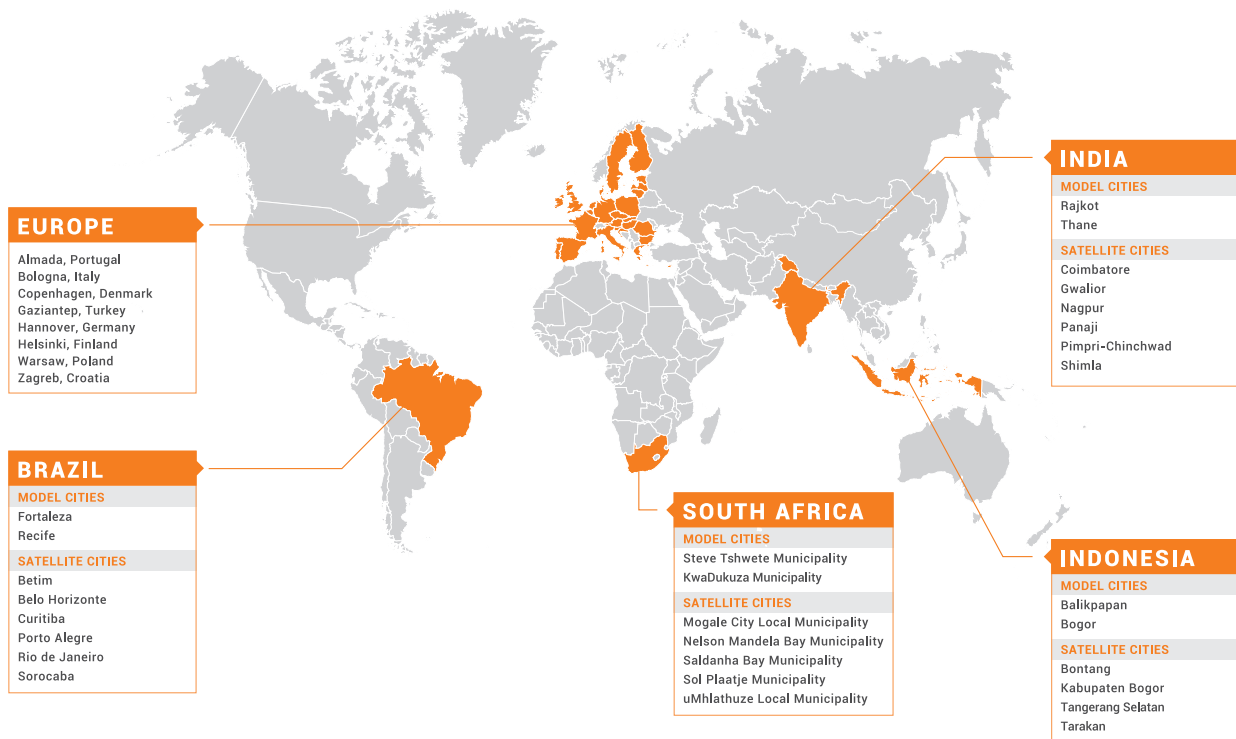 EUROPE
Almada, Portugal
Bologna, Italy
Copenhagen, Denmark
Gaziantep, Turkey
Hannover, Germany
Helsinki, Finland
Warsaw, Poland
Zagreb, Croatia
BRAZIL
MODEL CITIES
Fortaleza
Recife
SATELLITE CITIES
Betim
Belo Horizonte
Curitiba
Porto Alegre
Rio de Janeiro
Sorocaba
SOUTH AFRICA
MODEL CITIES
Steve Tshwete Municipality
KwaDukuza Municipality
SATELLITE CITIES
Mogale City Local Municipality
Nelson Mandela Bay Municipality
Saldanha Bay Municipality
Sol Plaatje Municipality
uMhlathuze Local Municipality
INDIA
MODEL CITIES
Rajkot
Thane
SATELLITE CITIES
Coimbatore
Gwalior
Nagpur
Panaji
Pimpri-Chinchwad
Shimla
INDONESIA
MODEL CITIES
Balikpapan
Bogor
SATELLITE CITIES
Bontang
Kabupaten Bogor
Tangerang Selatan
Tarakan